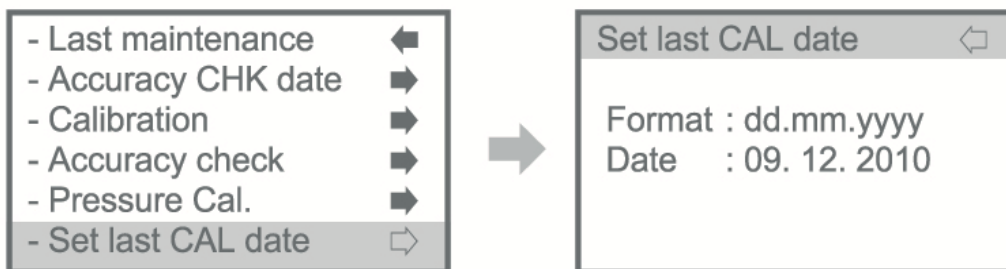 - Last maintenance
- Accuracy CHK date
- Calibration
- Accuracy check
- Pressure Cal.
- Set last CAL date
Set last CAL date
Format : dd.mm.yyyy
Date : 09. 12. 2010